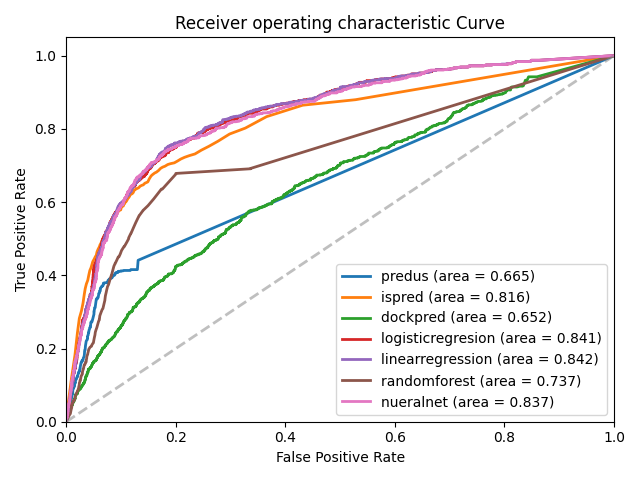 Receiver operating characteristic Curve
True Positive Rate
1.0
0.8
0.6
0.4
0.2
0.0
predus (area = 0.665)
ispred (area = 0.816)
dockpred (area = 0.652)
logisticregresion (area = 0.841)
linearregression (area = 0.842)
randomforest (area = 0.737)
nueralnet (area = 0.837)
0.0 0.2 0.4 0.6 0.8 1.0
False Positive Rate